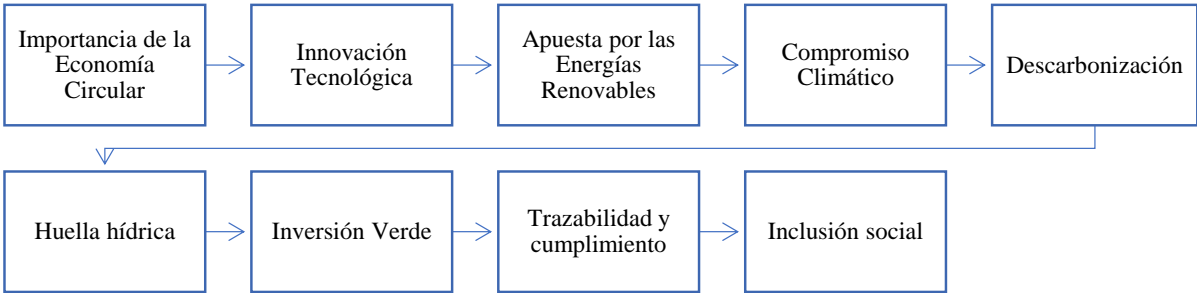 Importancia de la
Economía
Circular
Innovación
Tecnológica
Apuesta por las
Energías
Renovables
Compromiso
Climático
Descarbonización
Huella hídrica
Inversión Verde
Trazabilidad y
cumplimiento
Inclusión social